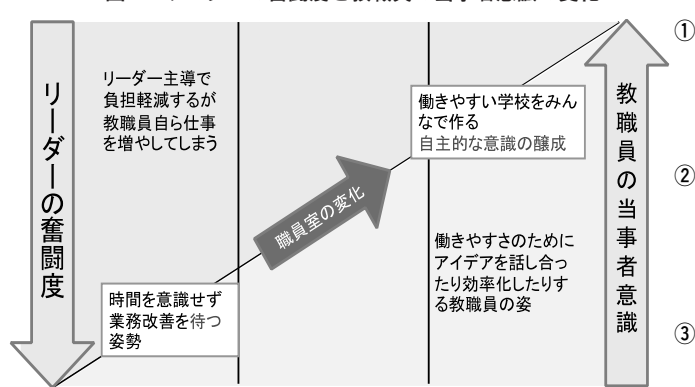 リーダーの奮闘度
リーダー主導で
負担軽減するが
教職員自ら仕事
を増やしてしまう
時間を意識せず
業務改善を待つ
姿勢
職員室の変化
働きやすい学校をみん
なで作る
自主的な意識の醸成
働きやすさのために
アイデアを話し合っ
たり効率化したりす
る教職員の姿
教職員の当事者意識
①
②
③